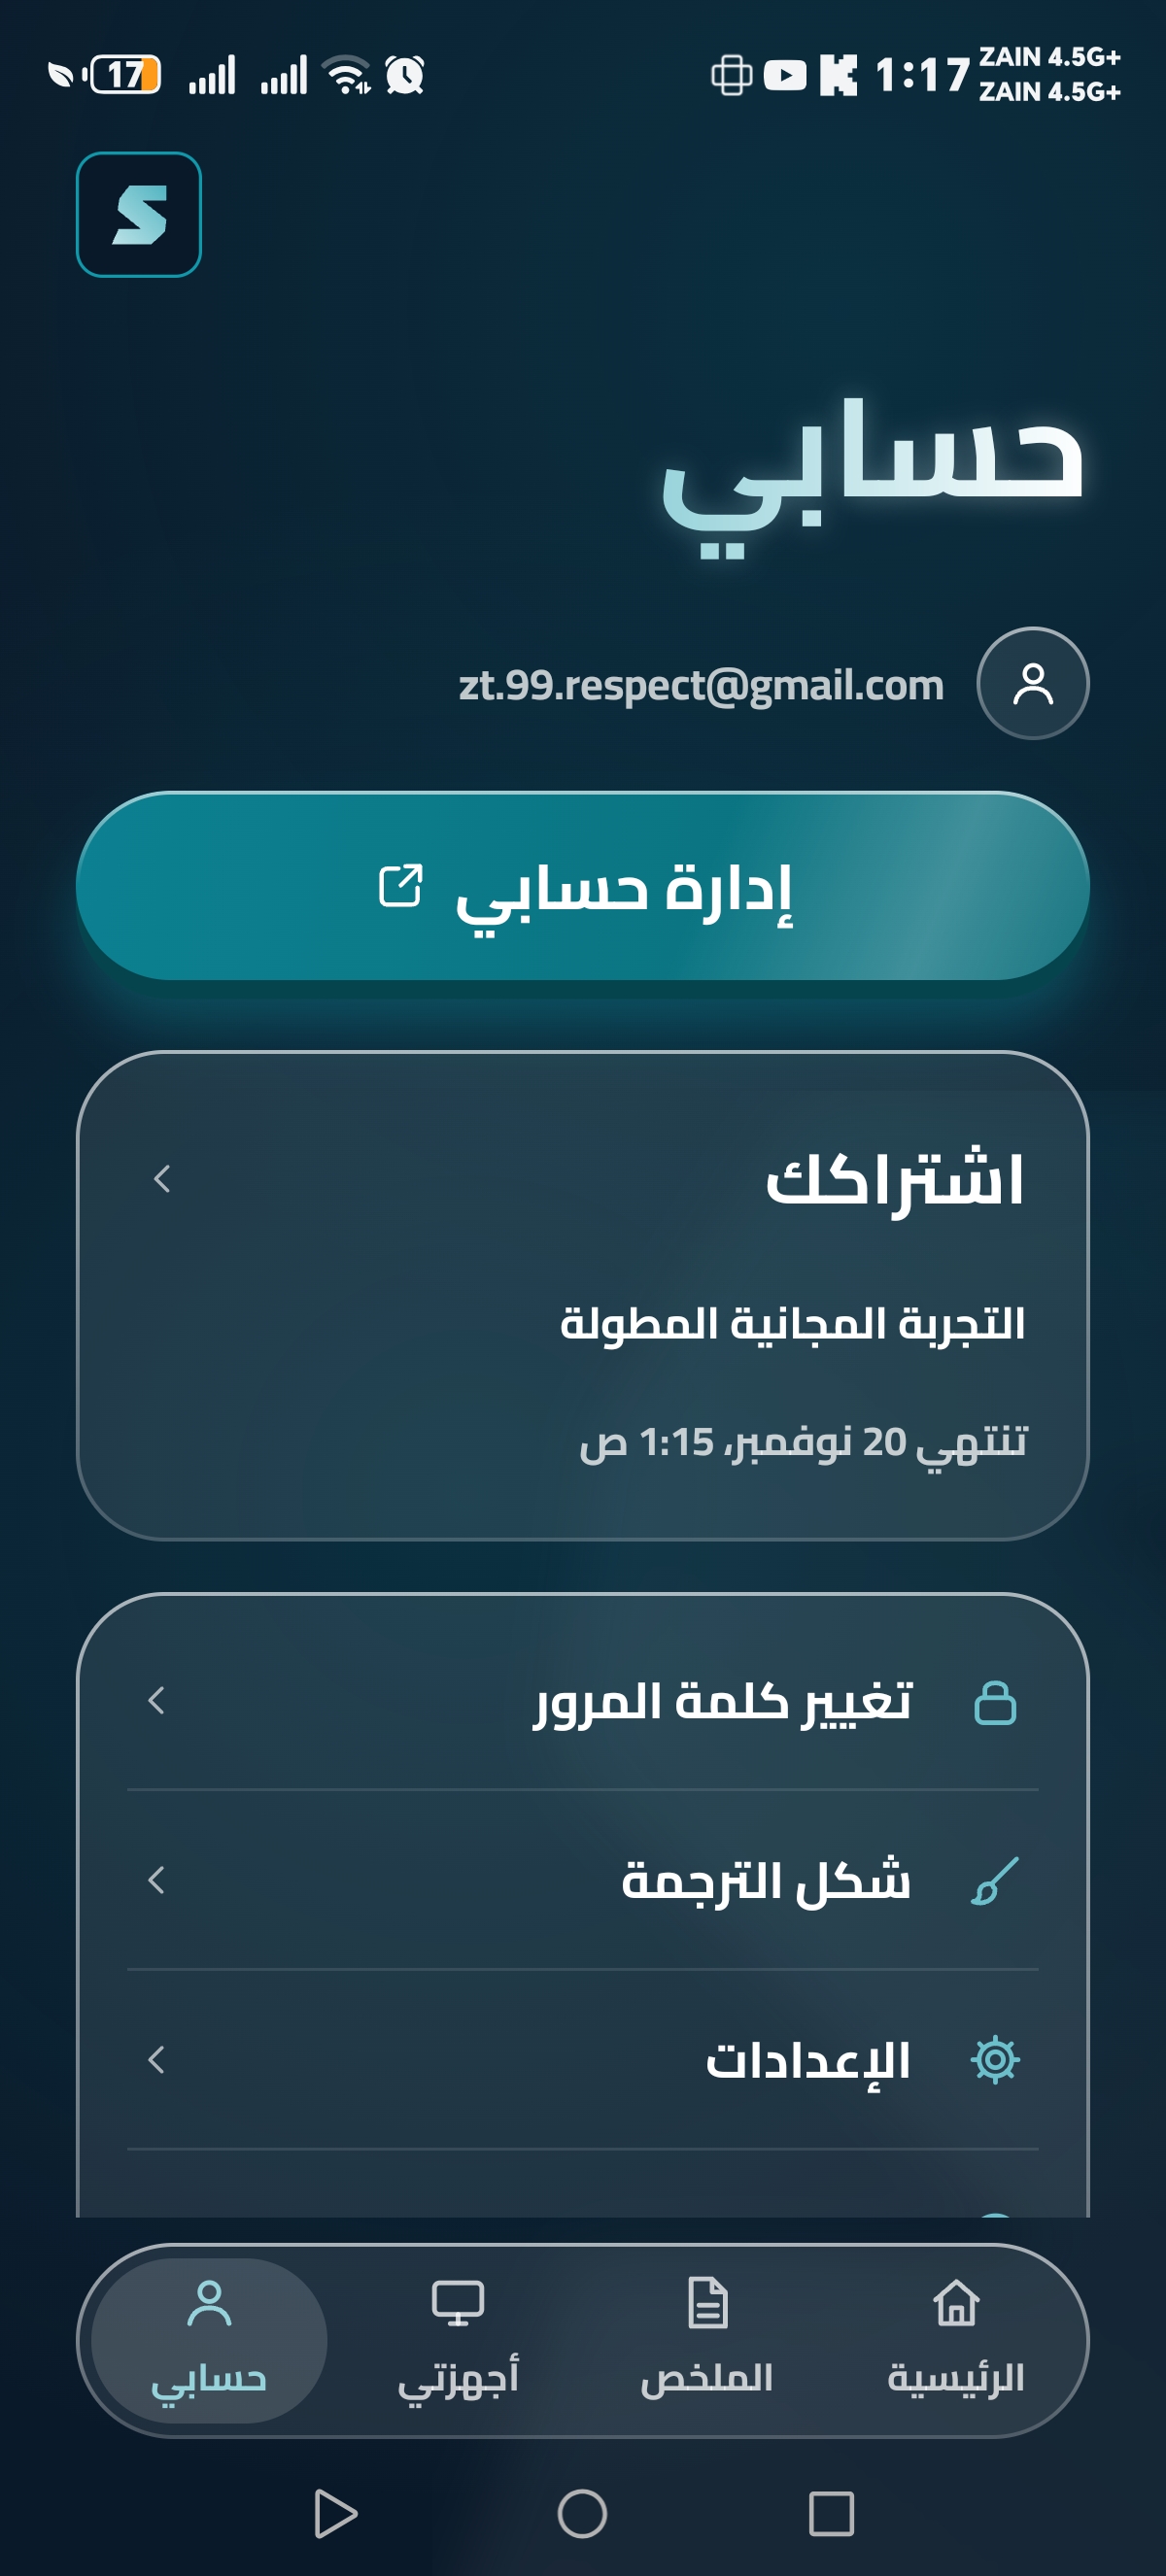 17
1:17
ZAIN 4.5G+
ZAIN 4.5G+
S
حسابي
zt.99.respect@gmail.com
إدارة حسابي
اشتراكك
التجربة المجانية المطولة
تنتهي 20 نوفمبر، 1:15 ص
تغيير كلمة المرور
شكل الترجمة
الإعدادات
الرئيسية
الملخص
أجهزتي
حسابي